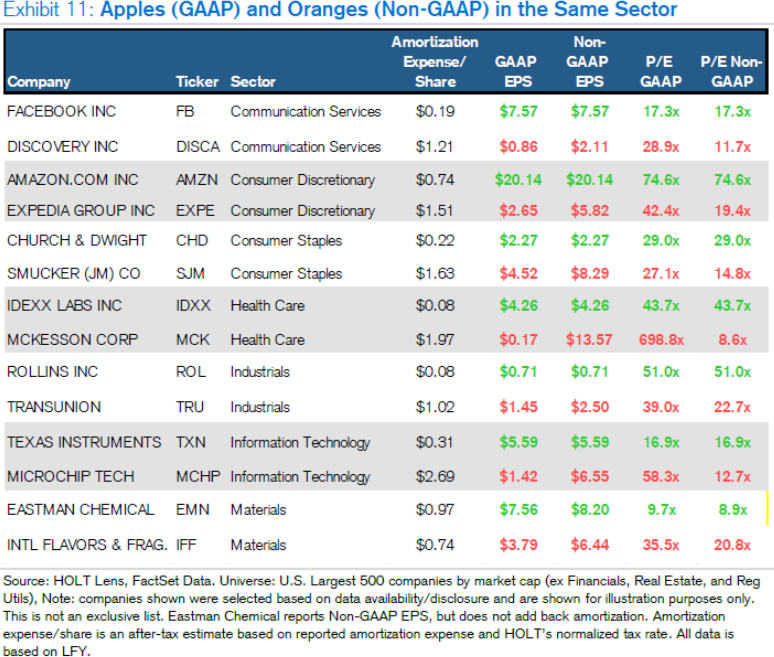 Exhibit 11: Apples (GAAP) and Oranges (Non-GAAP) in the Same Sector
Company Ticker Sector Amortization Expense/ Share GAAP EPS Non-GAAP EPS P/E GAAP P/E Non-GAAP
FACEBOOK INC FB Communication Services $0.19 $7.57 $7.57 17.3x 17.3x
DISCOVERY INC DISCA Communication Services $1.21 $0.86 $2.11 28.9x 11.7x
AMAZON.COM INC AMZN Consumer Discretionary $0.74 $20.14 $20.14 74.6x 74.6x
EXPEDIA GROUP INC EXPE Consumer Discretionary $1.51 $2.65 $5.82 42.4x 19.4x
CHURCH & DWIGHT CHD Consumer Staples $0.22 $2.27 $2.27 29.0x 29.0x
SMUCKER (JM) CO SJM Consumer Staples $1.63 $4.52 $8.29 27.1x 14.8x
IDEXX LABS INC IDXX Health Care $0.08 $4.26 $4.26 43.7x 43.7x
MCKESSON CORP MCK Health Care $1.97 $0.17 $13.57 698.8x 8.6x
ROLLINS INC ROL Industrials $0.08 $0.71 $0.71 51.0x 51.0x
TRANSUNION TRU Industrials $1.02 $1.45 $2.50 39.0x 22.7x
TEXAS INSTRUMENTS TXN Information Technology $0.31 $5.59 $5.59 16.9x 16.9x
MICROCHIP TECH MCHP Information Technology $2.69 $1.42 $6.55 58.3x 12.7x
EASTMAN CHEMICAL EMN Materials $0.97 $7.56 $8.20 9.7x 8.9x
INTL FLAVORS & FRAG. IFF Materials $0.74 $3.79 $6.44 35.5x 20.8x
Source: HOLT Lens, FactSet Data. Universe: U.S. Largest 500 companies by market cap (ex Financials, Real Estate, and Reg
Utils), Note: companies shown were selected based on data availability/disclosure and are shown for illustration purposes only.
This is not an exclusive list. Eastman Chemical reports Non-GAAP EPS, but does not add back amortization. Amortization
expense/share is an after-tax estimate based on reported amortization expense and HOLT's normalized tax rate. All data is
based on LFY.